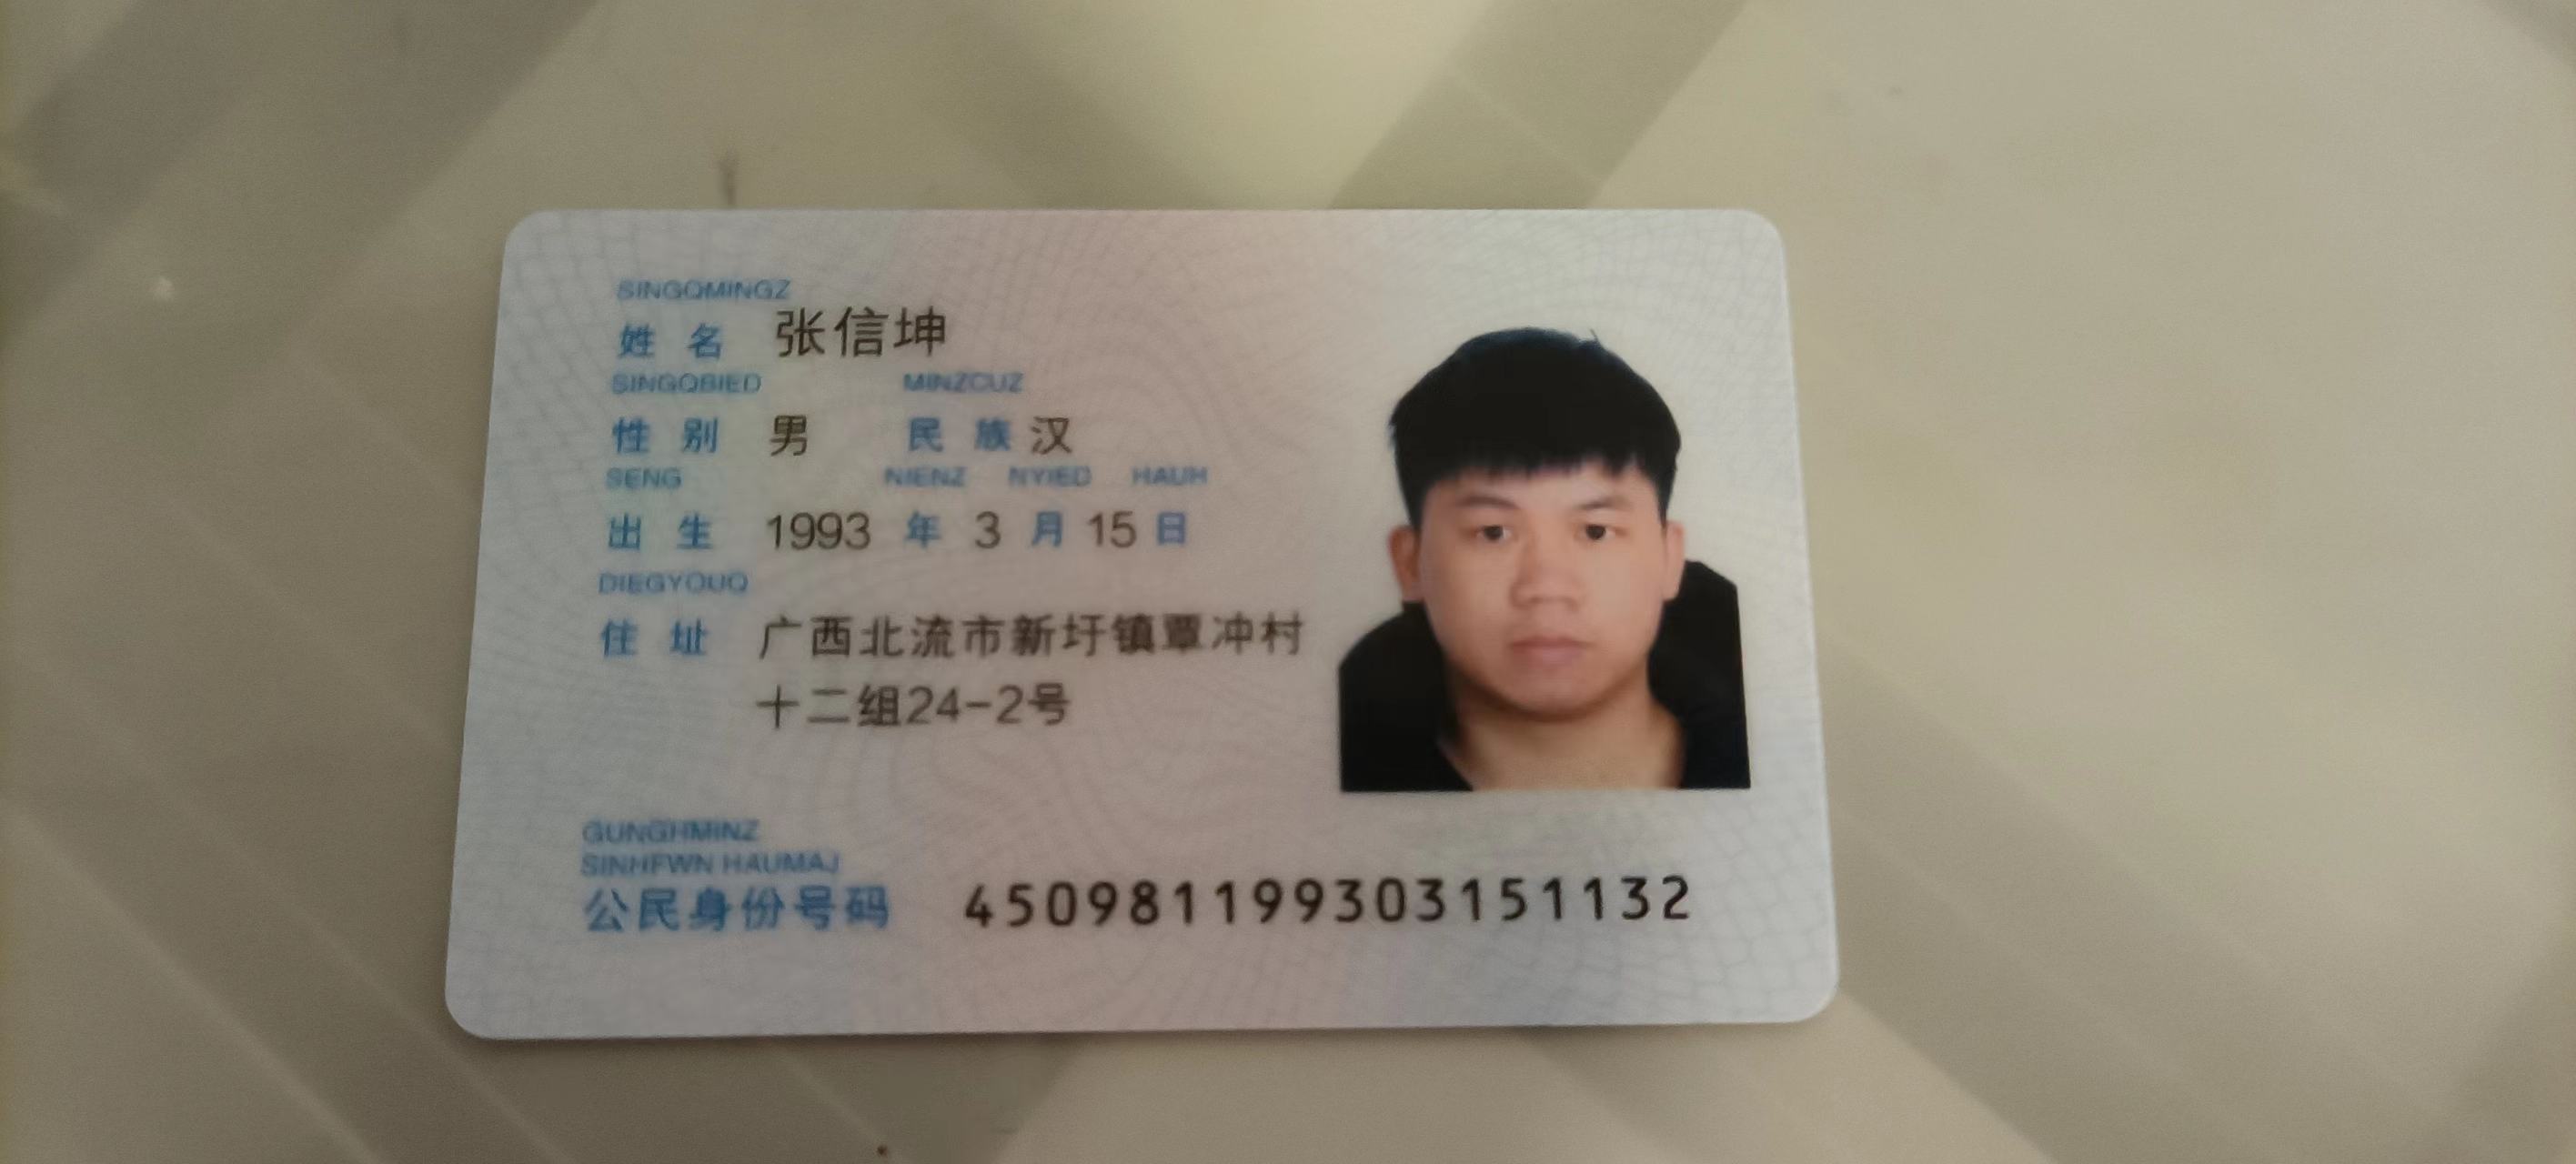 SINGQMINGZ
姓 名 张信坤
SINGQBIED MINZCUZ
性 别 男 民 族 汉
SENG NIENZ NYIED HAUH
出 生 1993 年 3 月 15 日
DIEGYOUQ
住 址 广西北流市新圩镇覃冲村
十二组24-2号
GUNGHMINZ
SINHFWN HAUMAJ
公民身份号码 450981199303151132